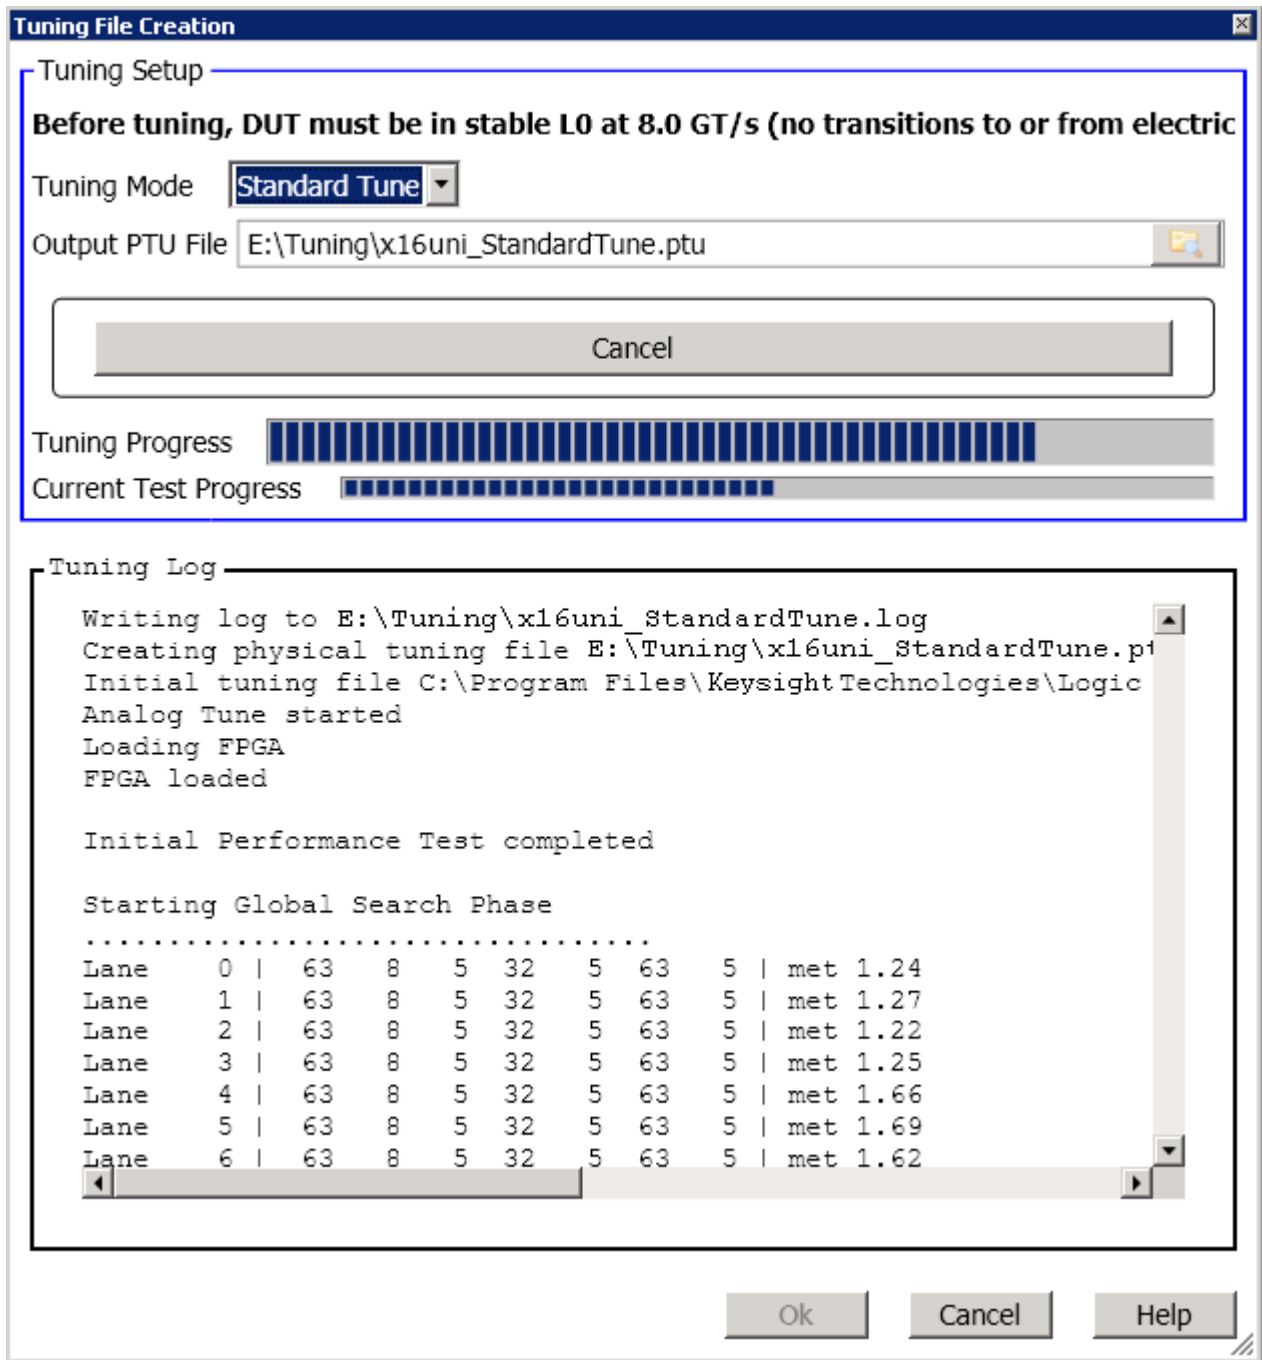 Tuning File Creation
Tuning Setup
Before tuning, DUT must be in stable L0 at 8.0 GT/s (no transitions to or from electric
Tuning Mode Standard Tune
Output PTU File E:\Tuning\x16uni_StandardTune.ptu
Cancel
Tuning Progress
Current Test Progress
Tuning Log
Writing log to E:\Tuning\x16uni_StandardTune.log
Creating physical tuning file E:\Tuning\x16uni_StandardTune.pt
Initial tuning file C:\Program Files\Keysight Technologies\Logic
Analog Tune started
Loading FPGA
FPGA loaded
Initial Performance Test completed
Starting Global Search Phase
..................................
Lane 0 | 63 8 5 32 5 63 5 | met 1.24
Lane 1 | 63 8 5 32 5 63 5 | met 1.27
Lane 2 | 63 8 5 32 5 63 5 | met 1.22
Lane 3 | 63 8 5 32 5 63 5 | met 1.25
Lane 4 | 63 8 5 32 5 63 5 | met 1.66
Lane 5 | 63 8 5 32 5 63 5 | met 1.69
Lane 6 | 63 8 5 32 5 63 5 | met 1.62
Ok Cancel Help